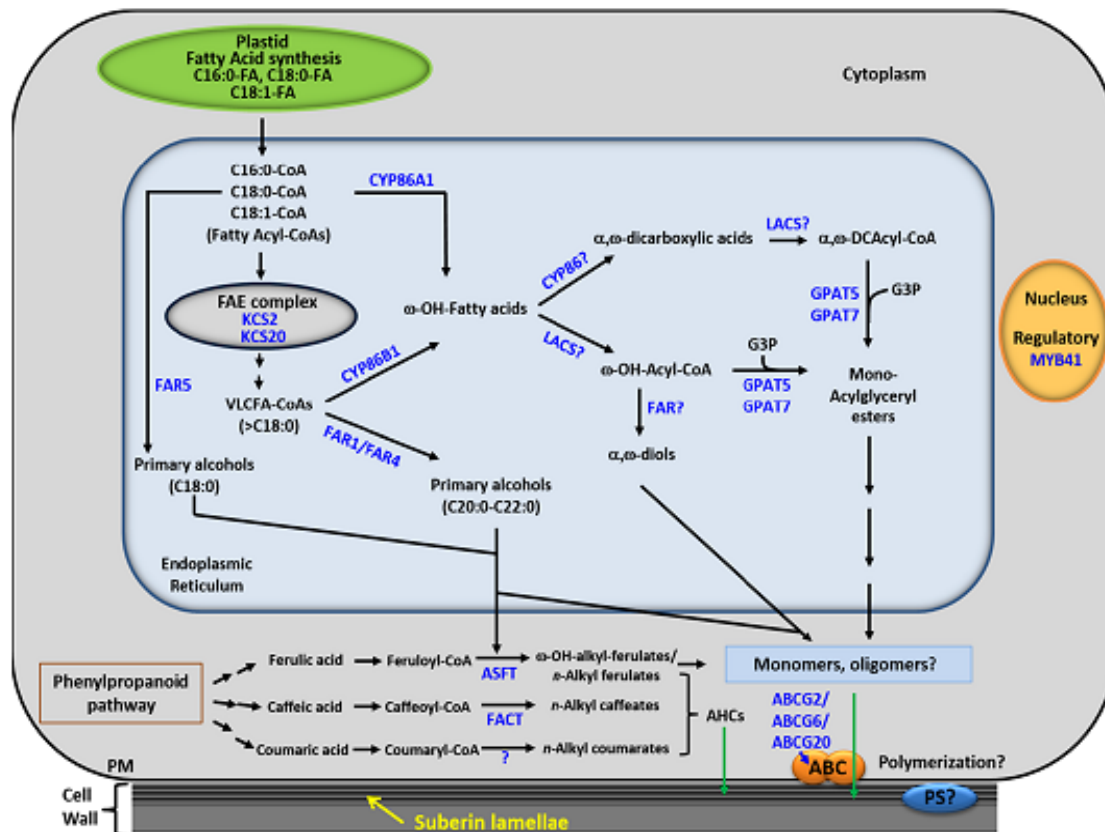 Plastid
Fatty Acid synthesis
C16:0-FA, C18:0-FA
C18:1-FA
Cytoplasm
C16:0-CoA
C18:0-CoA
C18:1-CoA
(Fatty Acyl-CoAs)
CYP86A1
FAE complex
KCS2
KCS20
FAR5
VLCFA-CoAs
(>C18:0)
CYP86B1
FAR1/FAR4
Primary alcohols
(C18:0)
Primary alcohols
(C20:0-C22:0)
ω-OH-Fatty acids
CYP86?
LACS?
α,ω-dicarboxylic acids
LACS?
α,ω-DCAcyl-CoA
GPAT5
GPAT7
G3P
ω-OH-Acyl-CoA
G3P
GPAT5
GPAT7
Mono-
Acylglyceryl
esters
FAR?
α,ω-diols
Nucleus
Regulatory
MYB41
Endoplasmic
Reticulum
Phenylpropanoid
pathway
Ferulic acid
Feruloyl-CoA
ASFT
ω-OH-alkyl-ferulates/
n-Alkyl ferulates
Caffeic acid
Caffeoyl-CoA
FACT
n-Alkyl caffeates
Coumaric acid
Coumaryl-CoA
?
n-Alkyl coumarates
AHCs
Monomers, oligomers?
ABCG2/
ABCG6/
ABCG20
ABC
Polymerization?
PS?
PM
Cell
Wall
Suberin lamellae